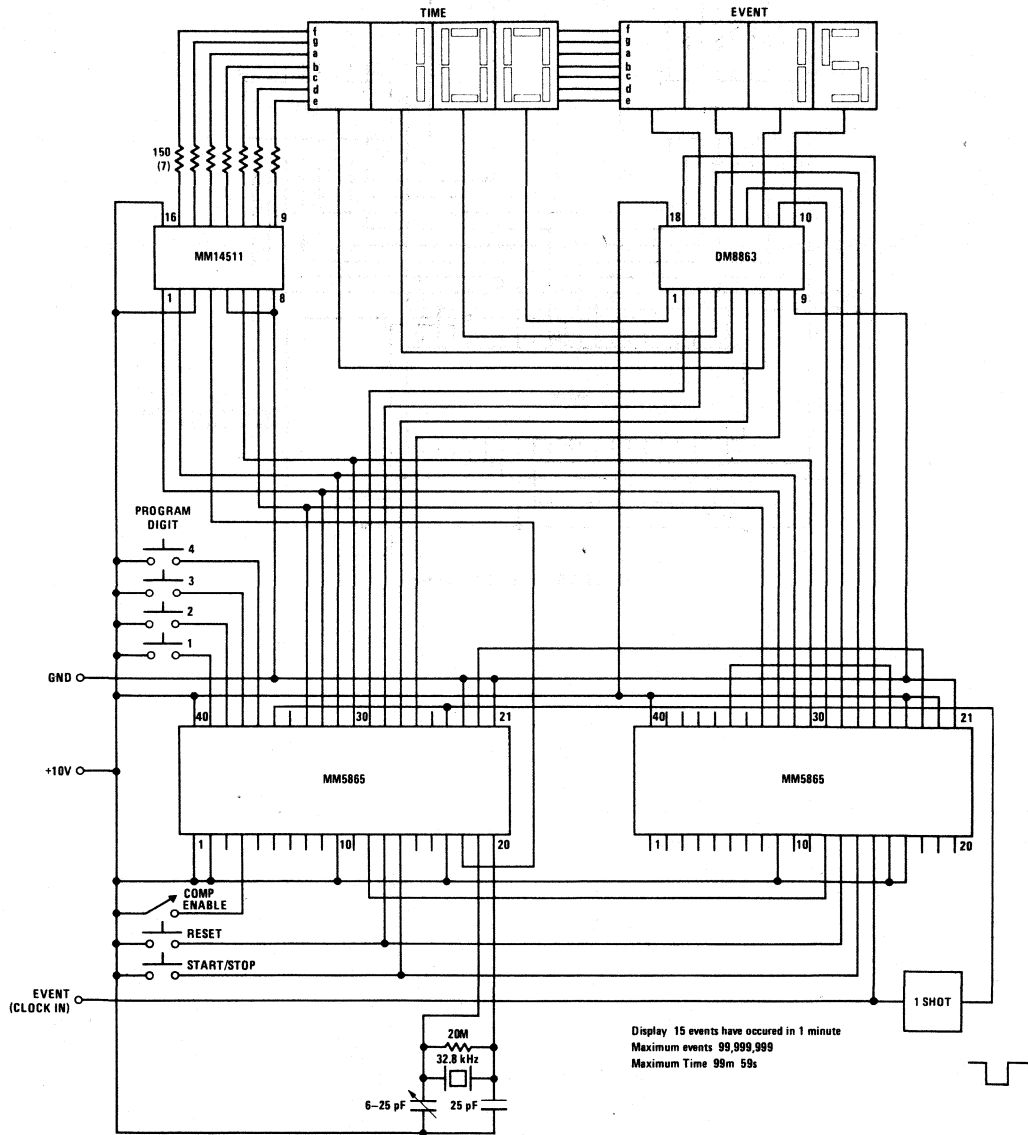 TIME
EVENT
f
g
a
b
c
d
e
f
g
a
b
c
d
e
150
(7)
16
9
MM14511
1
8
18
10
DM8863
1
9
PROGRAM
DIGIT
4
3
2
1
GND
40
30
21
MM5865
1
10
20
40
30
21
MM5865
1
10
20
+10V
COMP
ENABLE
RESET
START/STOP
EVENT
(CLOCK IN)
1 SHOT
20M
32.8 kHz
6–25 pF
25 pF
Display 15 events have occured in 1 minute
Maximum events 99,999,999
Maximum Time 99m 59s